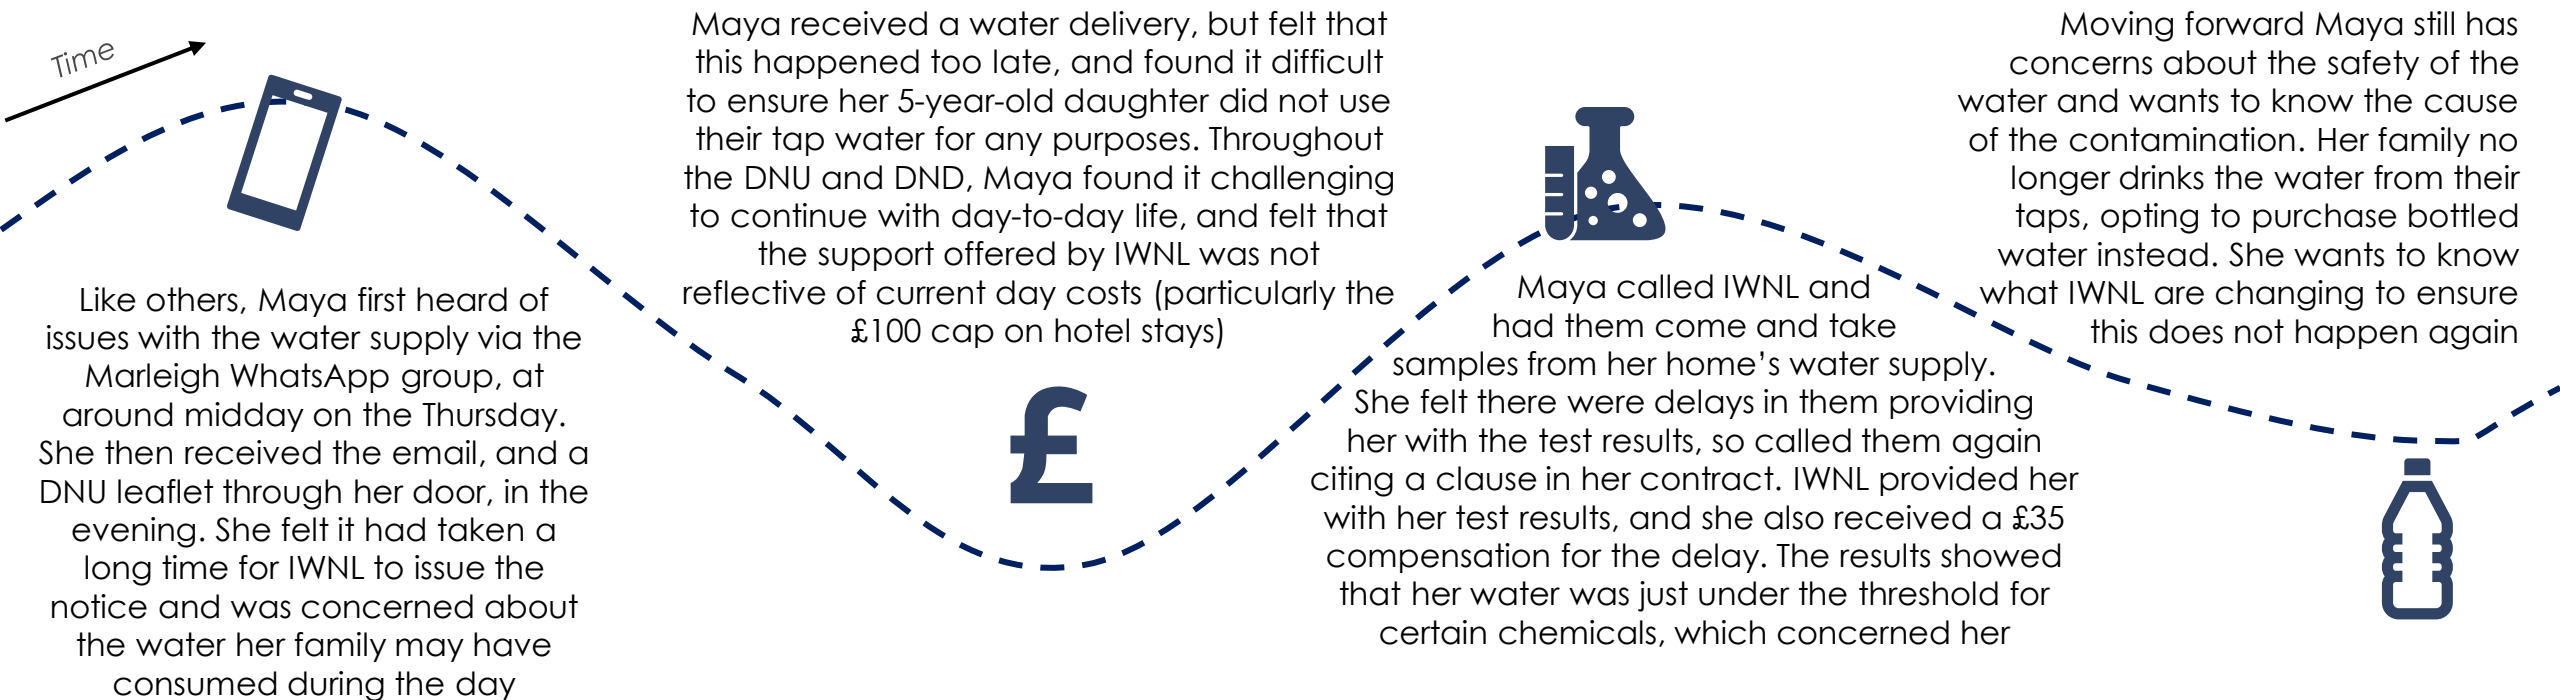 Time
Like others, Maya first heard of
issues with the water supply via the
Marleigh WhatsApp group, at
around midday on the Thursday.
She then received the email, and a
DNU leaflet through her door, in the
evening. She felt it had taken a
long time for IWNL to issue the
notice and was concerned about
the water her family may have
consumed during the day
Maya received a water delivery, but felt that
this happened too late, and found it difficult
to ensure her 5-year-old daughter did not use
their tap water for any purposes. Throughout
the DNU and DND, Maya found it challenging
to continue with day-to-day life, and felt that
the support offered by IWNL was not
reflective of current day costs (particularly the
£100 cap on hotel stays)
£
Maya called IWNL and
had them come and take
samples from her home's water supply.
She felt there were delays in them providing
her with the test results, so called them again
citing a clause in her contract. IWNL provided her
with her test results, and she also received a £35
compensation for the delay. The results showed
that her water was just under the threshold for
certain chemicals, which concerned her
Moving forward Maya still has
concerns about the safety of the
water and wants to know the cause
of the contamination. Her family no
longer drinks the water from their
taps, opting to purchase bottled
water instead. She wants to know
what IWNL are changing to ensure
this does not happen again